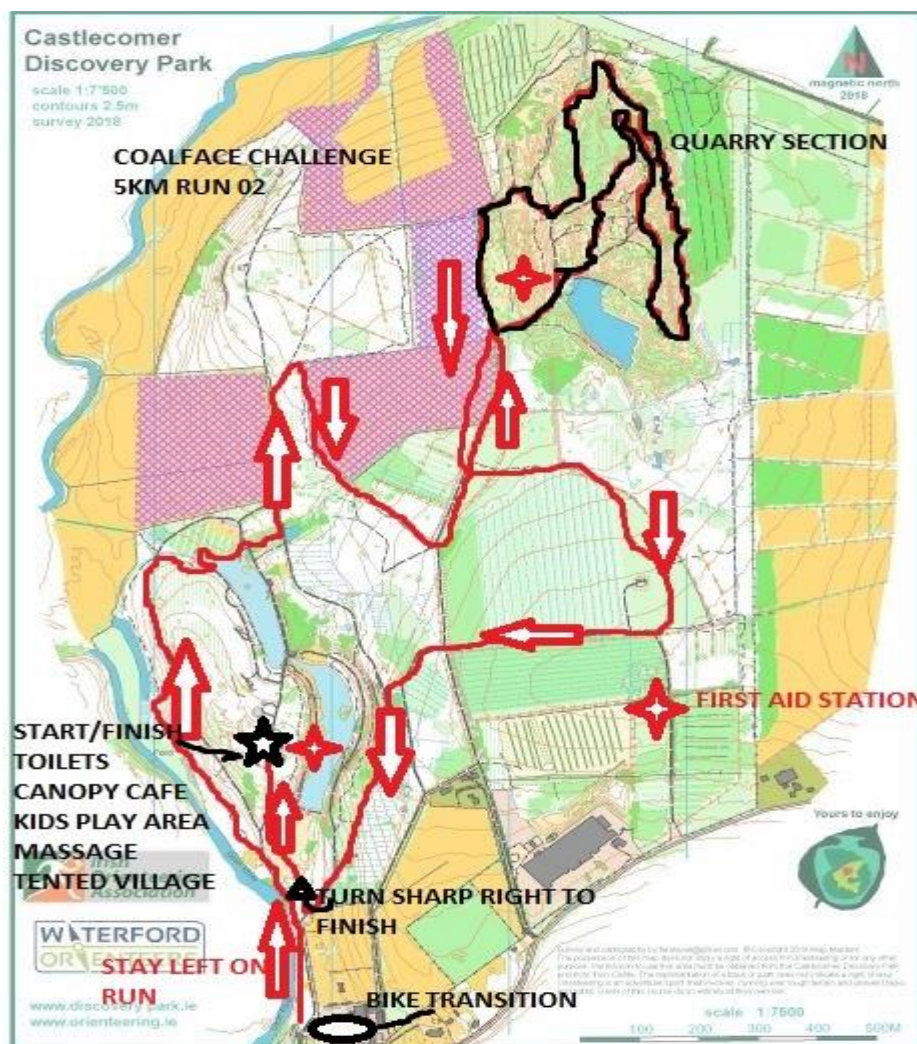 Castlecomer
Discovery Park
scale 1:7'500
contours 2.5m
survey 2018
N
magnetic north
2018
COALFACE CHALLENGE
5KM RUN 02
QUARRY SECTION
FIRST AID STATION
START/FINISH
TOILETS
CANOPY CAFE
KIDS PLAY AREA
MASSAGE
TENTED VILLAGE
Association
Yours to enjoy
TURN SHARP RIGHT TO
FINISH
WATERFORD
ORIENTEERS
STAY LEFT ON
RUN
BIKE TRANSITION
www.discoverypark.ie
www.orienteering.ie
scale 1:7500
100 200 300 400 500M